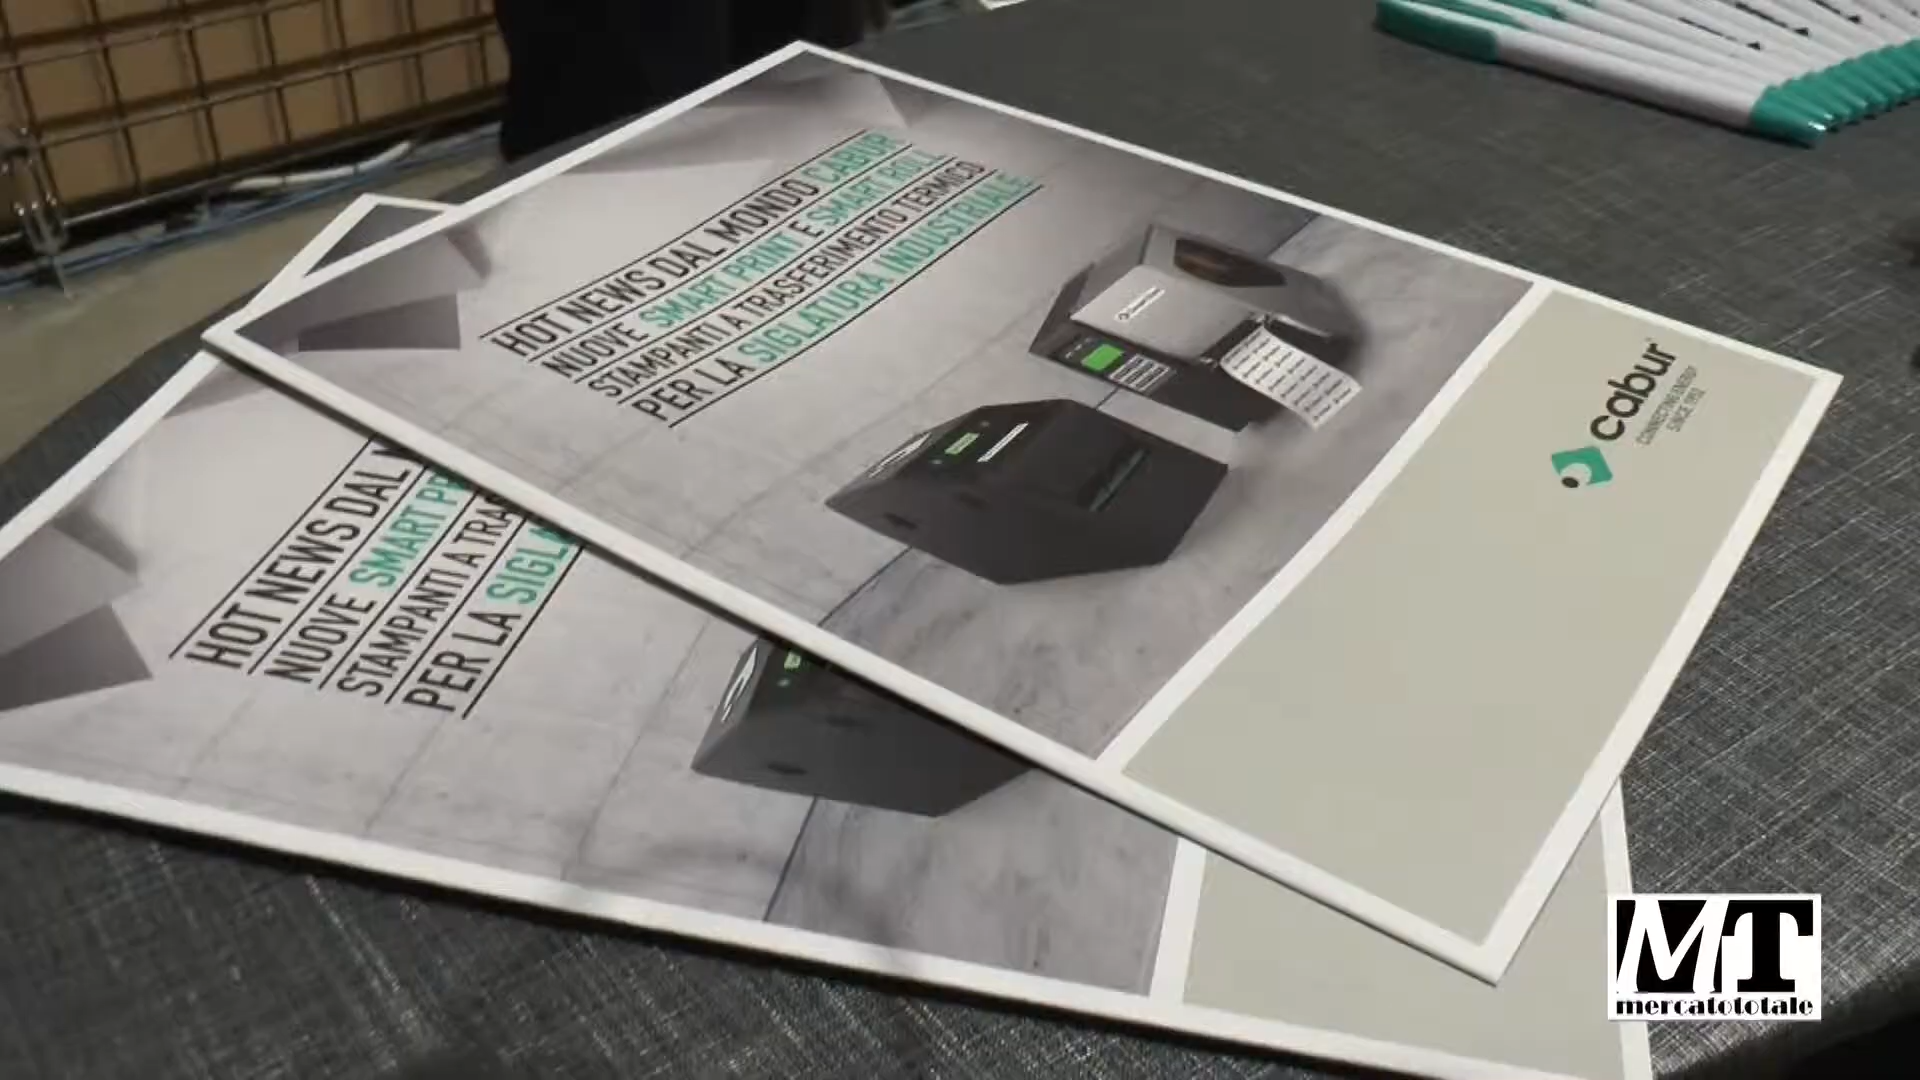 HOT NEWS DAL MONDO CABUR
NUOVE SMART PRINT E SMART ROLL
STAMPANTI A TRASFERIMENTO TERMICO
PER LA SIGLATURA INDUSTRIALE
cabur
CONNECTING ENERGY
SINCE 1952
HOT NEWS DAL M
NUOVE SMART PR
STAMPANTI A TRAS
PER LA SIGL
MT
mercatototale